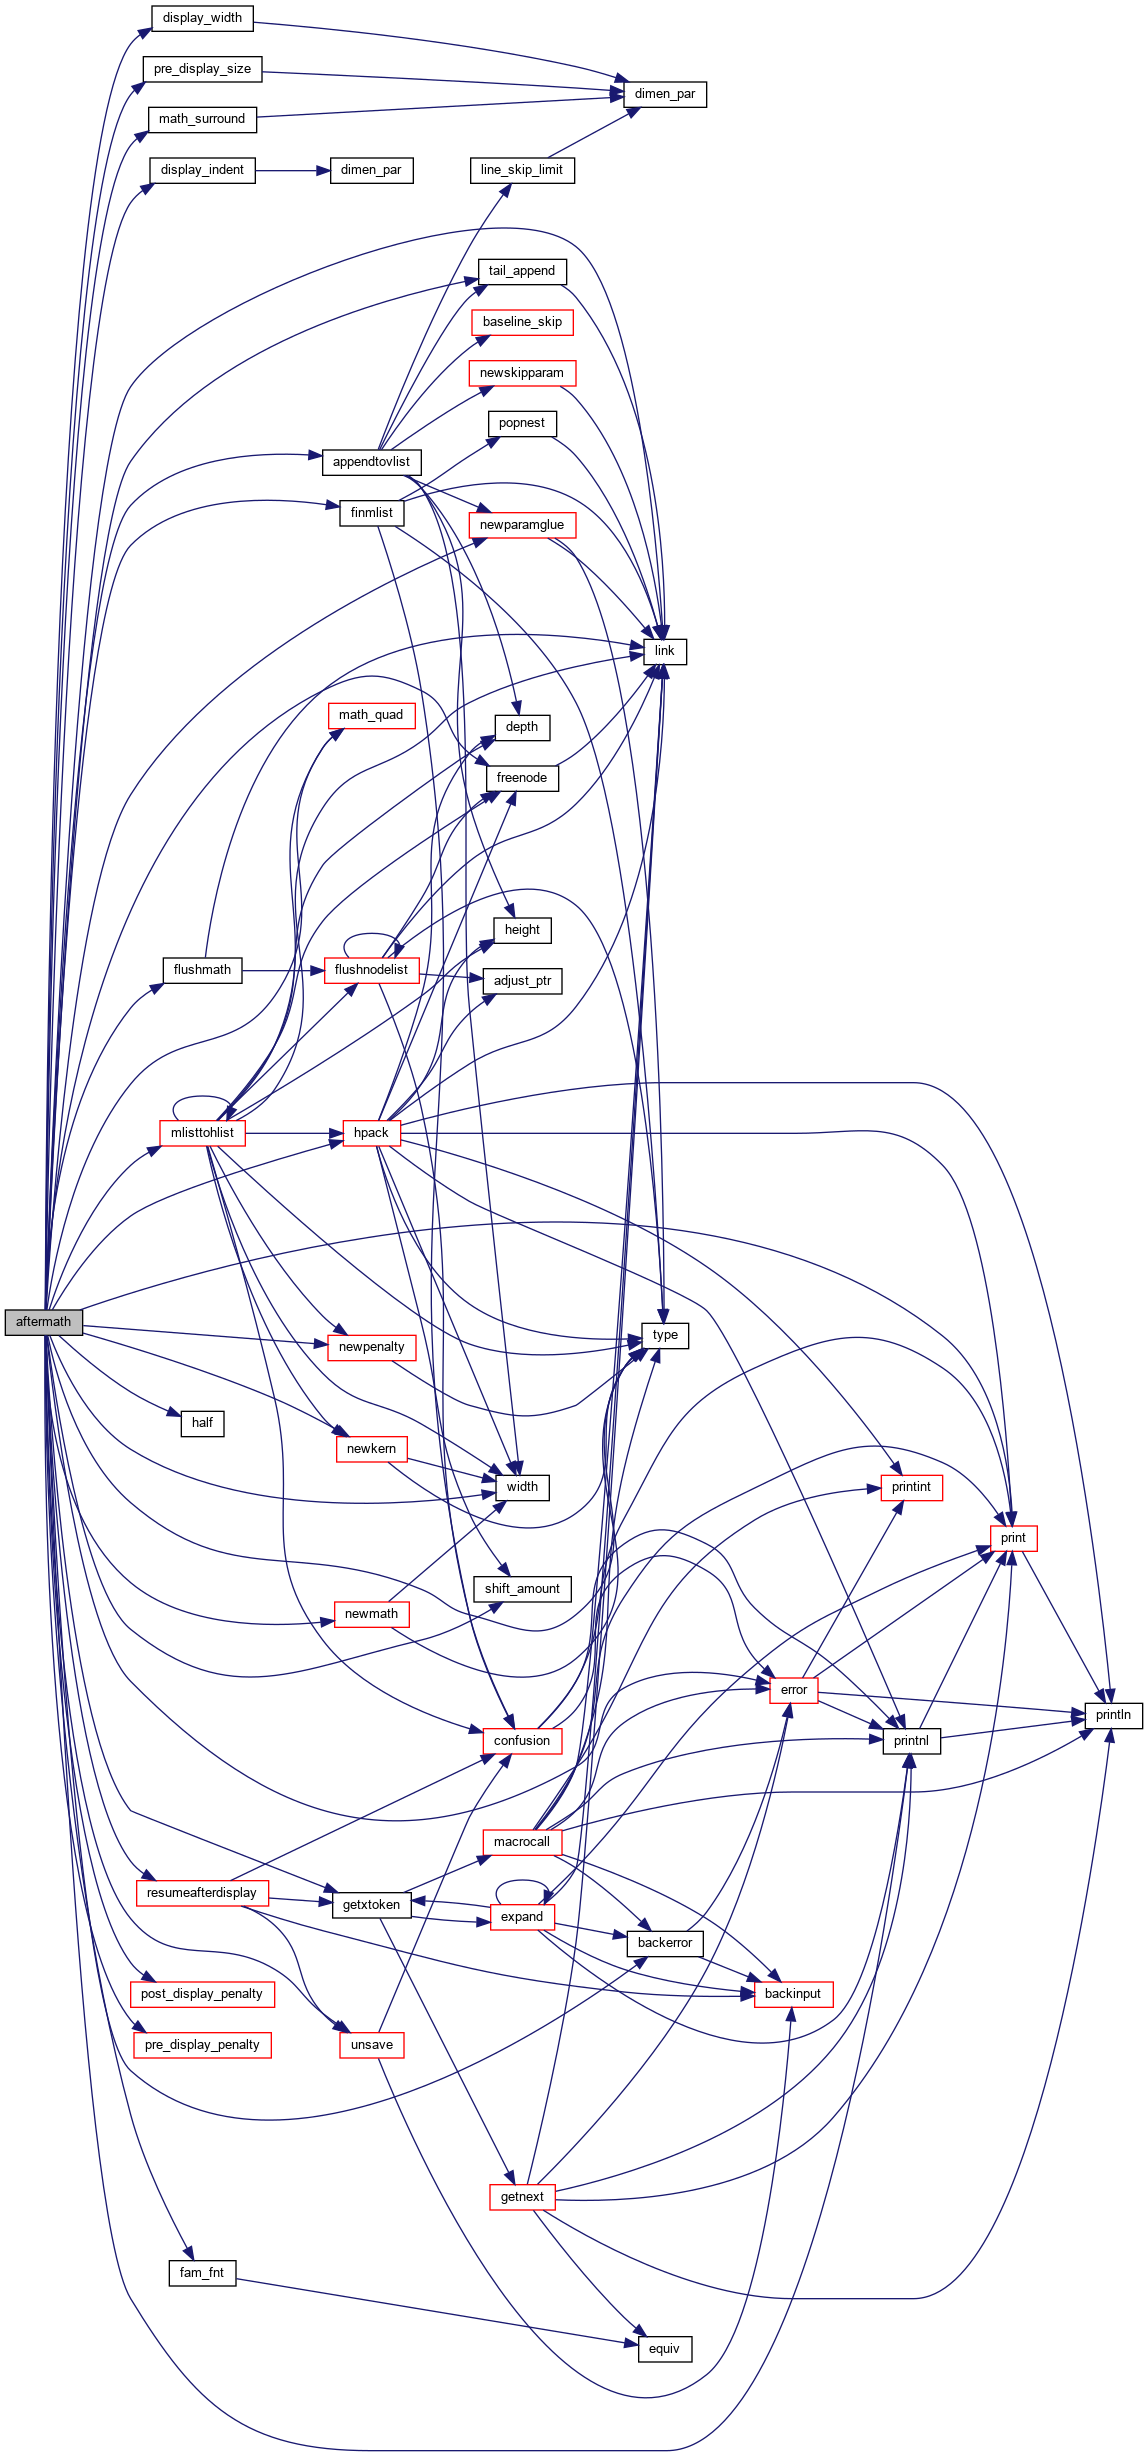 display_width
pre_display_size
dimen_par
math_surround
display_indent
dimen_par
line_skip_limit
tail_append
baseline_skip
newskipparam
popnest
appendtovlist
finmlist
newparamglue
link
math_quad
depth
freenode
height
flushmath
flushnodelist
adjust_ptr
mlisttohlist
hpack
aftermath
type
newpenalty
half
newkern
width
printint
print
shift_amount
newmath
error
println
confusion
printnl
macrocall
resumeafterdisplay
getxtoken
expand
backerror
post_display_penalty
backinput
pre_display_penalty
unsave
getnext
fam_fnt
equiv